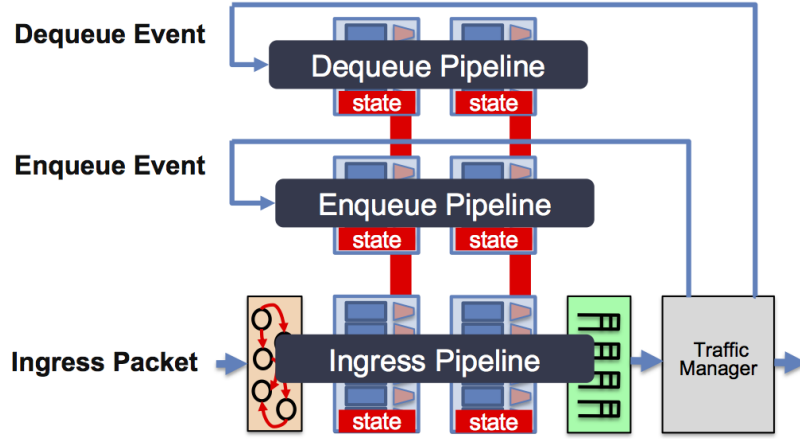 Dequeue Event
Dequeue Pipeline
state state
Enqueue Event
Enqueue Pipeline
state state
Ingress Packet
Ingress Pipeline
Traffic
Manager
state state